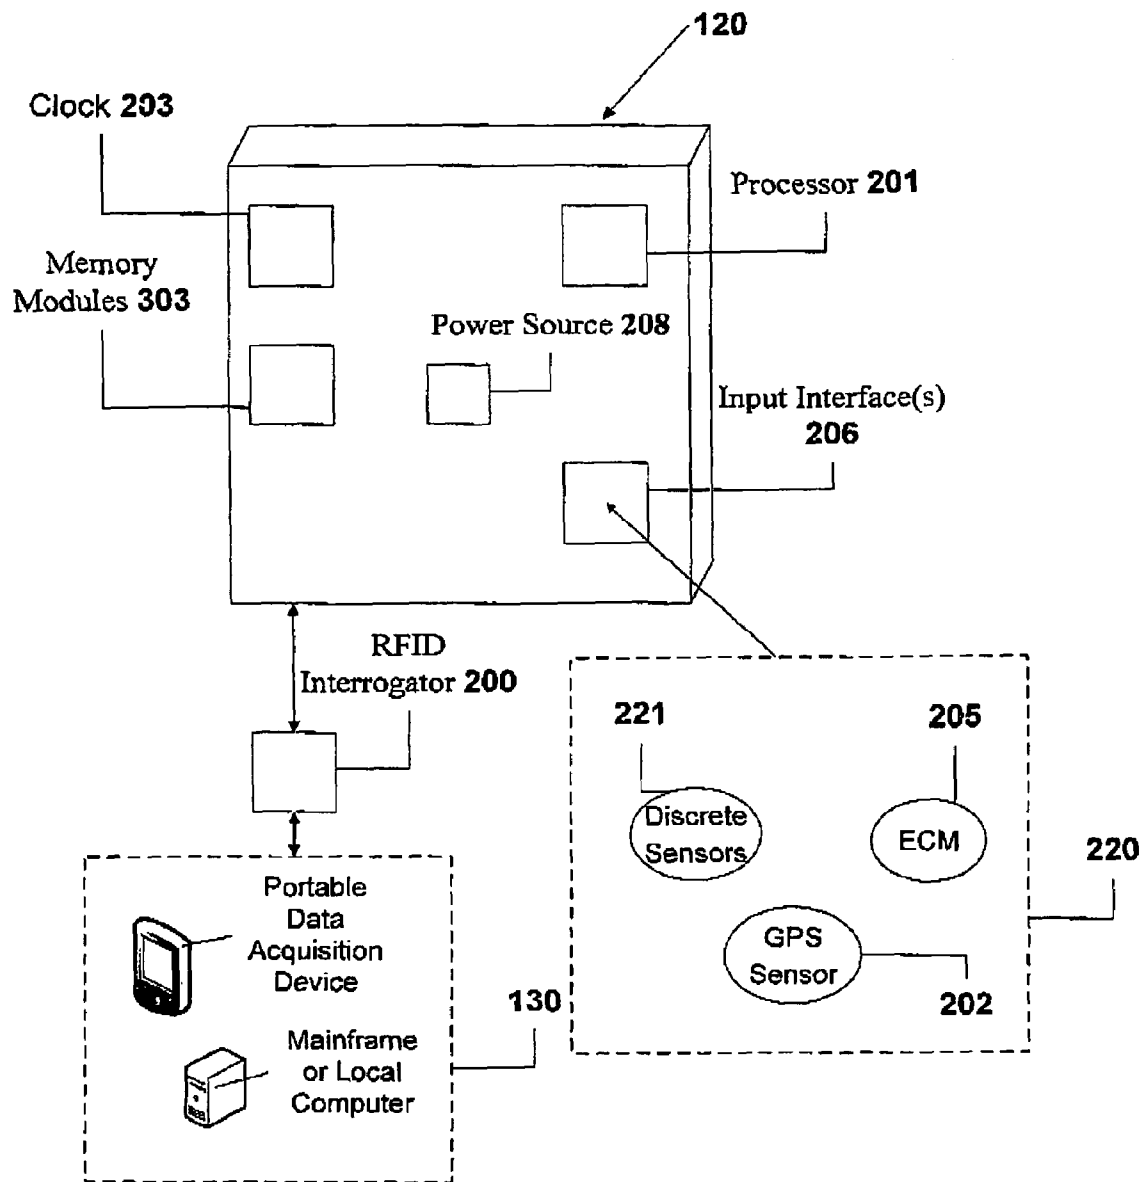 120
Clock 203
Processor 201
Memory
Modules 303
Power Source 208
Input Interface(s)
206
RFID
Interrogator 200
221
205
Discrete
Sensors
ECM
220
GPS
Sensor
202
Portable
Data
Acquisition
Device
130
Mainframe
or Local
Computer